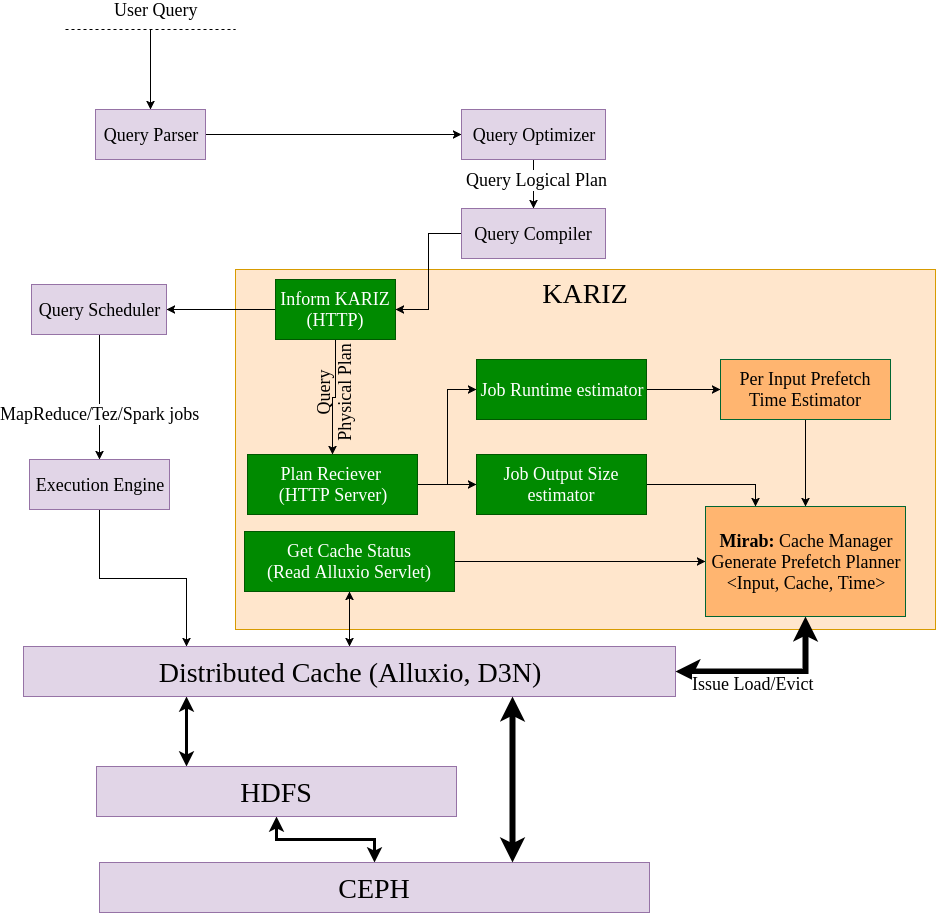 User Query
Query Parser
Query Optimizer
Query Logical Plan
Query Compiler
KARIZ
Inform KARIZ
(HTTP)
Query Scheduler
Query
Physical Plan
Job Runtime estimator
Per Input Prefetch
Time Estimator
MapReduce/Tez/Spark jobs
Execution Engine
Plan Reciever
(HTTP Server)
Job Output Size
estimator
Get Cache Status
(Read Alluxio Servlet)
Mirab: Cache Manager
Generate Prefetch Planner
<Input, Cache, Time>
Distributed Cache (Alluxio, D3N)
Issue Load/Evict
HDFS
CEPH